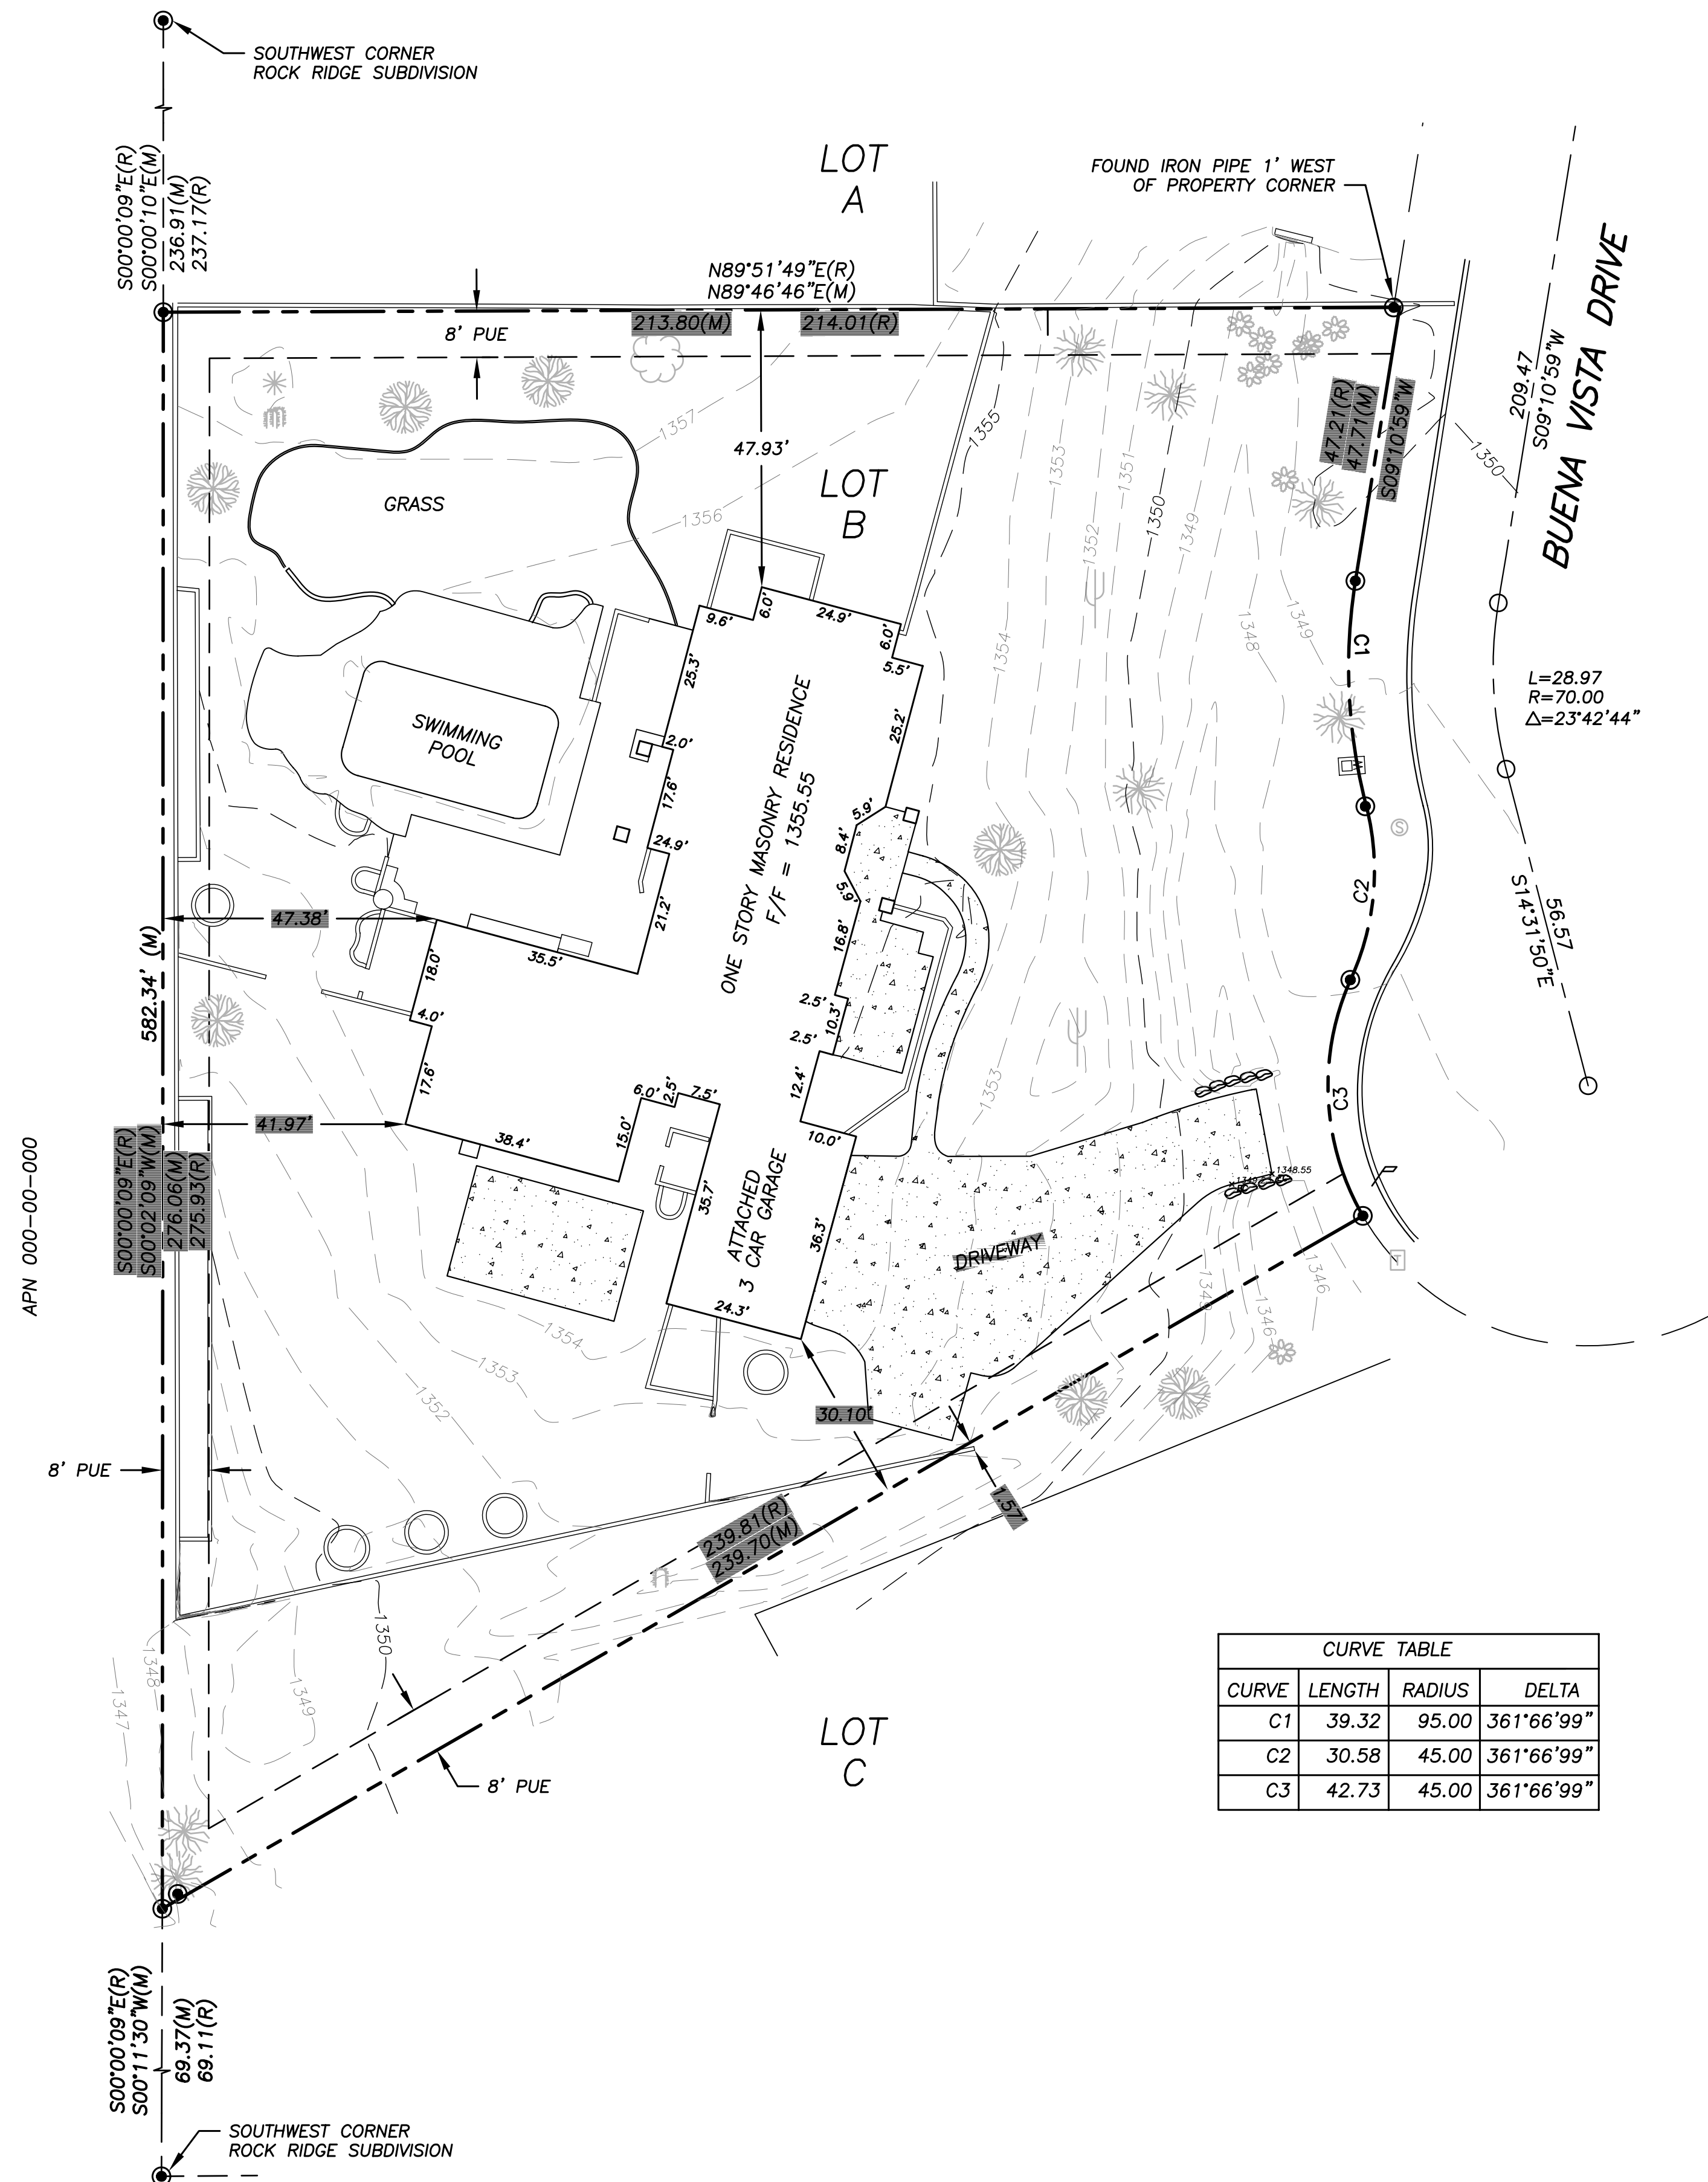 SOUTHWEST CORNER
ROCK RIDGE SUBDIVISION
S00°00'09"E(R)
S00°00'10"E(M)
236.91(M)
237.17(R)
LOT
A
FOUND IRON PIPE 1' WEST
OF PROPERTY CORNER
N89°51'49"E(R)
N89°46'46"E(M)
213.80(M)
214.01(R)
8' PUE
47.93'
LOT
B
47.21(R)
47.71(M)
S09°10'59"W
209.47
S09°10'59"W
BUENA VISTA DRIVE
1357
1356
1355
1353
1351
1352
1350
1349
1350
1354
1348
1349
GRASS
SWIMMING
POOL
9.6'
6.0'
24.9'
6.0'
5.5'
25.3'
25.2'
2.0'
17.6'
24.9'
21.2'
5.9'
8.4'
5.9'
16.8'
2.5'
10.3'
2.5'
12.4'
10.0'
ONE STORY MASONRY RESIDENCE
F/F = 1355.55
C1
L=28.97
R=70.00
△=23°42'44"
S
C2
56.57
S14°31'50"E
C3
47.38'
35.5'
18.0'
4.0'
17.6'
41.97'
38.4'
15.0'
6.0'
2.5'
7.5'
35.7'
ATTACHED
3 CAR GARAGE
36.3'
24.3'
582.34' (M)
S00°00'09"E(R)
S00°02'09"W(M)
276.06(M)
275.93(R)
APN 000-00-000
1353
DRIVEWAY
1348.55
1346
1346
1354
1353
1352
30.10'
1.57'
8' PUE
239.81(R)
239.70(M)
1350
1349
1348
1347
8' PUE
LOT
C
CURVE TABLE
CURVE LENGTH RADIUS DELTA
C1 39.32 95.00 361°66'99"
C2 30.58 45.00 361°66'99"
C3 42.73 45.00 361°66'99"
S00°00'09"E(R)
S00°11'30"W(M)
69.37(M)
69.11(R)
SOUTHWEST CORNER
ROCK RIDGE SUBDIVISION